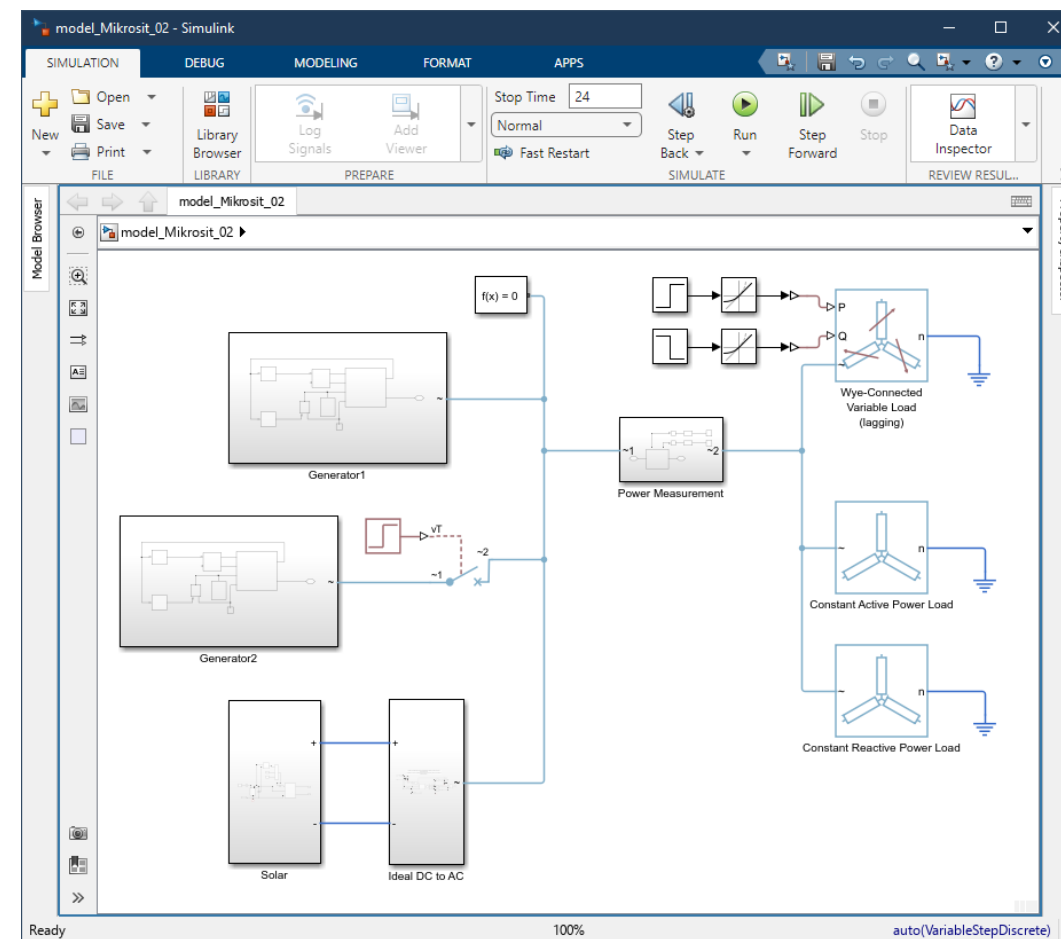 model_Mikrosit_02 - Simulink
SIMULATION
DEBUG
MODELING
FORMAT
APPS
New
Open
Save
Print
FILE
Library
Browser
LIBRARY
Log
Signals
Add
Viewer
PREPARE
Stop Time 24
Normal
Fast Restart
Step
Back
Run
Step
Forward
Stop
SIMULATE
Data
Inspector
REVIEW RESUL...
Model Browser
model_Mikrosit_02
model_Mikrosit_02
f(x) = 0
P
Q
n
~
Wye-Connected
Variable Load
(lagging)
~
Generator1
~1
~2
Power Measurement
vT
~2
~1
~
Generator2
~
n
Constant Active Power Load
~
n
Constant Reactive Power Load
+
+
~
-
-
Solar
Ideal DC to AC
Ready
100%
auto(VariableStepDiscrete)